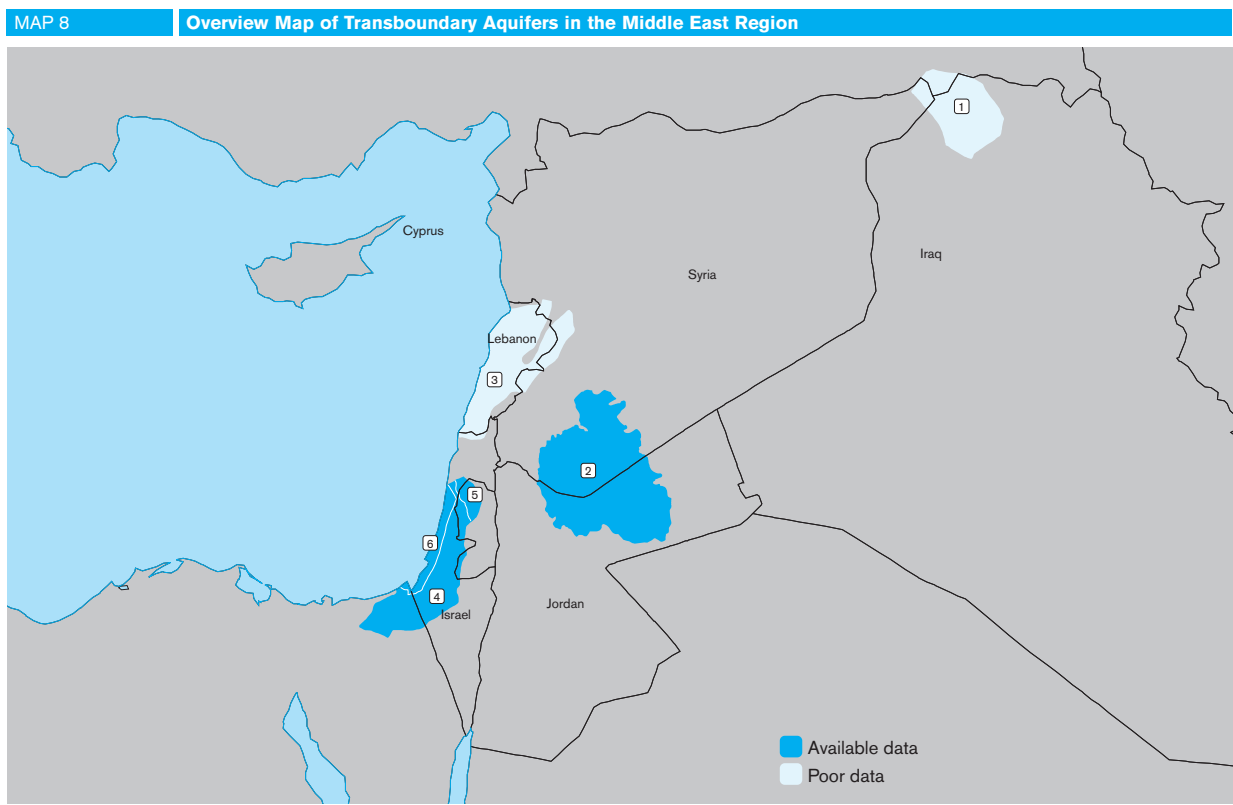 MAP 8
Overview Map of Transboundary Aquifers in the Middle East Region
1
Cyprus
Syria
Iraq
Lebanon
3
2
5
6
4
Israel
Jordan
Available data
Poor data